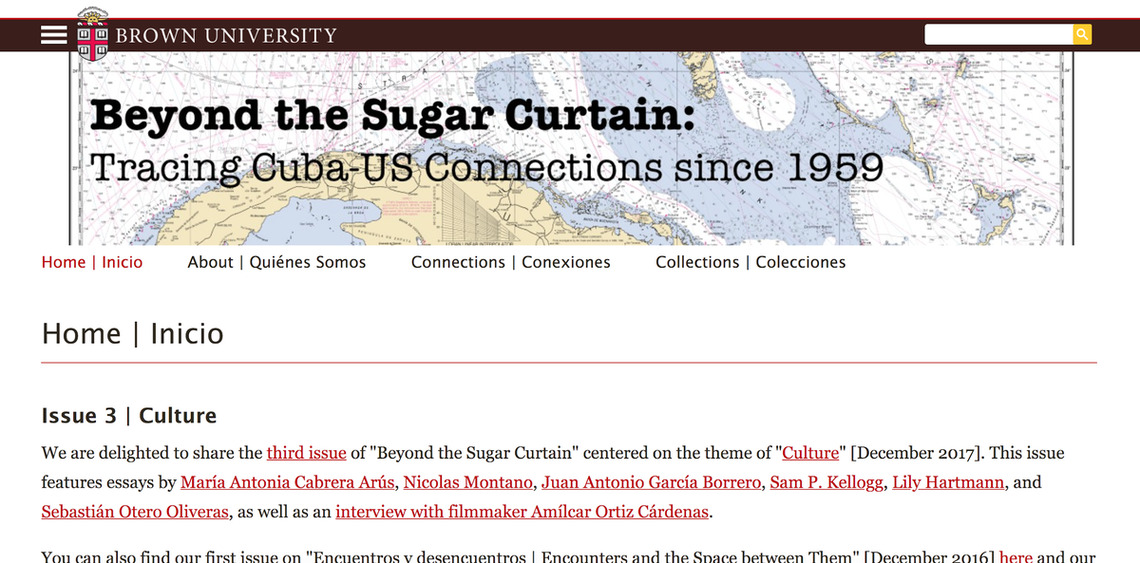 BROWN UNIVERSITY
Beyond the Sugar Curtain:
Tracing Cuba-US Connections since 1959
Home | Inicio About | Quiénes Somos Connections | Conexiones Collections | Colecciones
Home | Inicio
Issue 3 | Culture
We are delighted to share the third issue of "Beyond the Sugar Curtain" centered on the theme of "Culture" [December 2017]. This issue
features essays by María Antonia Cabrera Arús, Nicolas Montano, Juan Antonio García Borrero, Sam P. Kellogg, Lily Hartmann, and
Sebastián Otero Oliveras, as well as an interview with filmmaker Amílcar Ortiz Cárdenas.
You can also find our first issue on "Encuentros y desencuentros | Encounters and the Space between Them" [December 2016] here and our